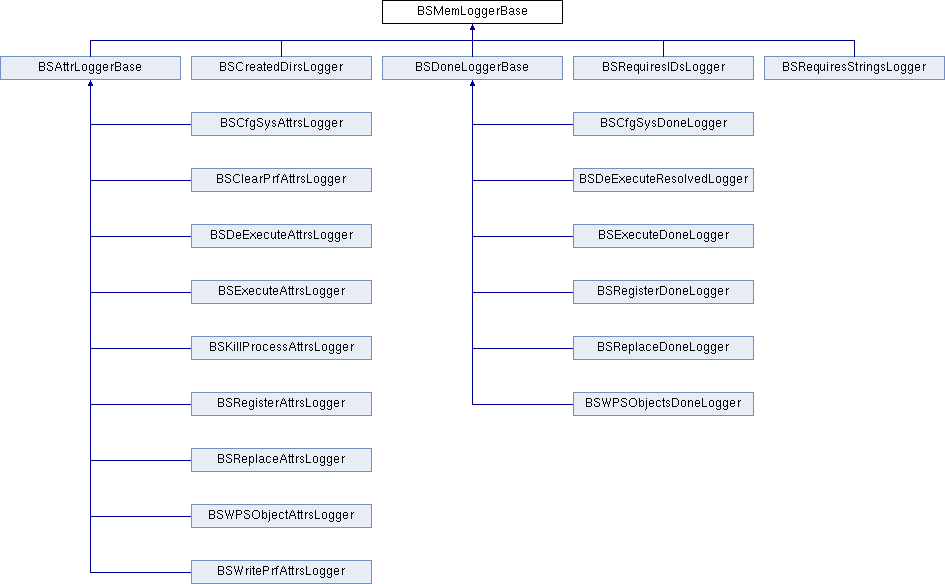 BSMemLoggerBase
BSAttrLoggerBase
BSCreatedDirsLogger
BSDoneLoggerBase
BSRequiresIDsLogger
BSRequiresStringsLogger
BSCfgSysAttrsLogger
BSCfgSysDoneLogger
BSClearPrfAttrsLogger
BSDeExecuteResolvedLogger
BSDeExecuteAttrsLogger
BSExecuteDoneLogger
BSExecuteAttrsLogger
BSRegisterDoneLogger
BSKillProcessAttrsLogger
BSReplaceDoneLogger
BSRegisterAttrsLogger
BSWPSObjectsDoneLogger
BSReplaceAttrsLogger
BSWPSObjectAttrsLogger
BSWritePrfAttrsLogger